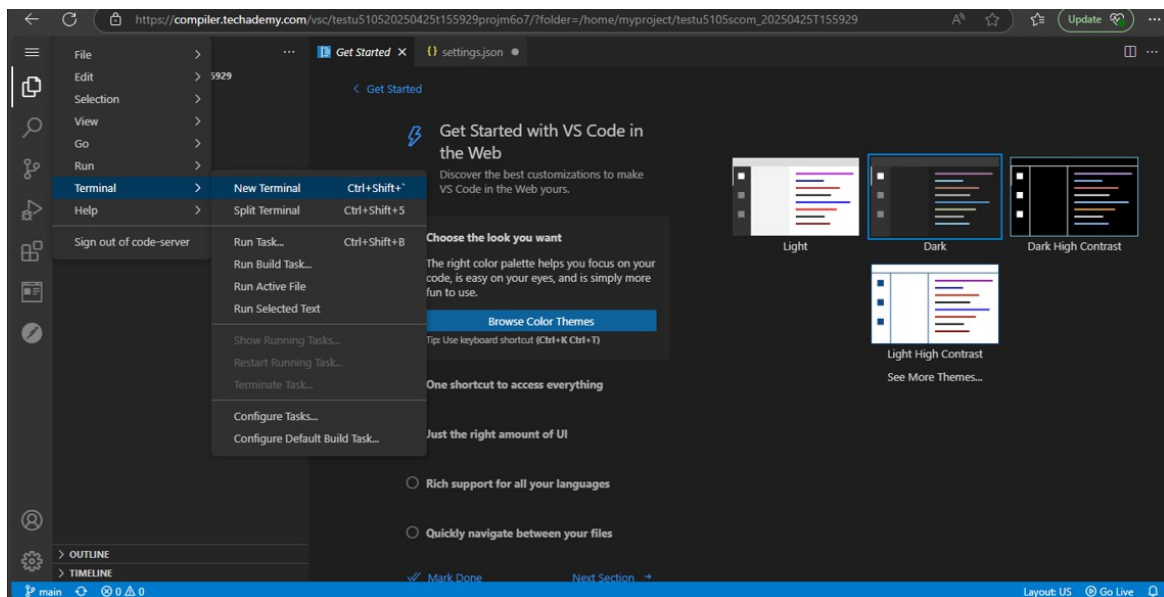 https://compiler.techademy.com/vsc/testu510520250425t155929projm6o7/?folder=/home/myproject/testu5105scom_20250425T155929
Update
File
Edit
Selection
View
Go
Run
Terminal
Help
Sign out of code-server
5929
New Terminal Ctrl+Shift+`
Split Terminal Ctrl+Shift+5
Run Task... Ctrl+Shift+B
Run Build Task...
Run Active File
Run Selected Text
Show Running Tasks...
Restart Running Task...
Terminate Task...
Configure Tasks...
Configure Default Build Task...
Get Started
{} settings.json
< Get Started
Get Started with VS Code in
the Web
Discover the best customizations to make
VS Code in the Web yours.
Choose the look you want
The right color palette helps you focus on your
code, is easy on your eyes, and is simply more
fun to use.
Browse Color Themes
Tip: Use keyboard shortcut (Ctrl+K Ctrl+T)
One shortcut to access everything
Just the right amount of UI
Rich support for all your languages
Quickly navigate between your files
Mark Done
Next Section →
Light
Dark
Dark High Contrast
Light High Contrast
See More Themes...
> OUTLINE
> TIMELINE
main
0 0
Layout: US
Go Live